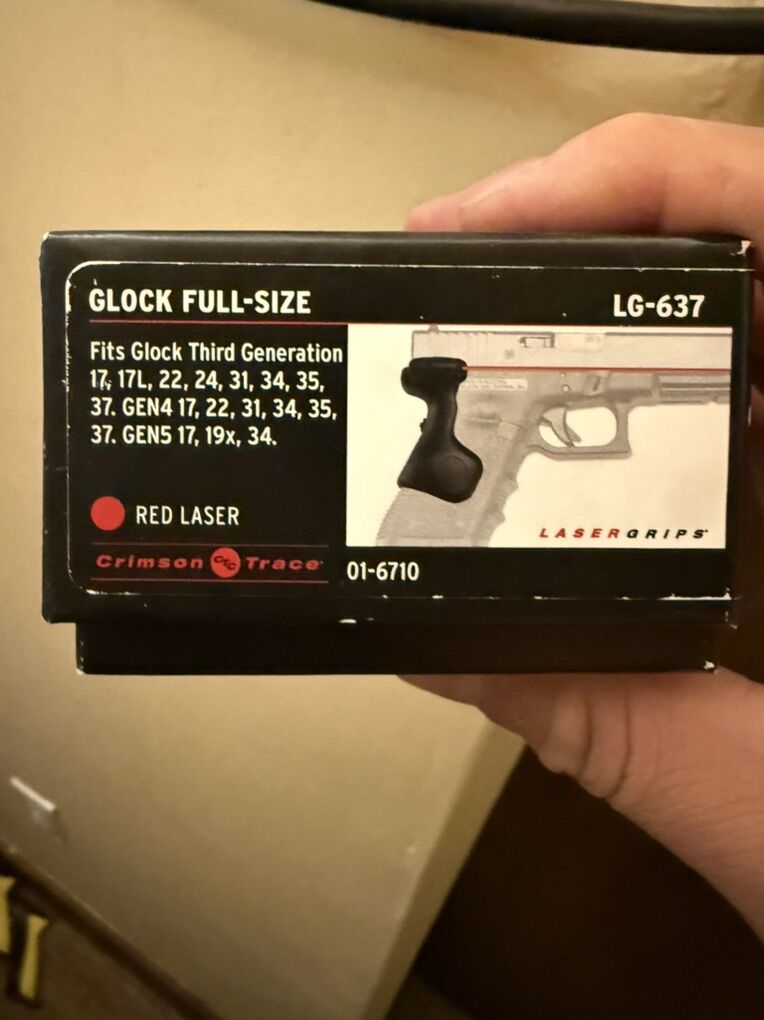 GLOCK FULL-SIZE
LG-637
Fits Glock Third Generation
17, 17L, 22, 24, 31, 34, 35,
37. GEN4 17, 22, 31, 34, 35,
37. GEN5 17, 19x, 34.
RED LASER
LASERGRIPS
Crimson CTC Trace
01-6710